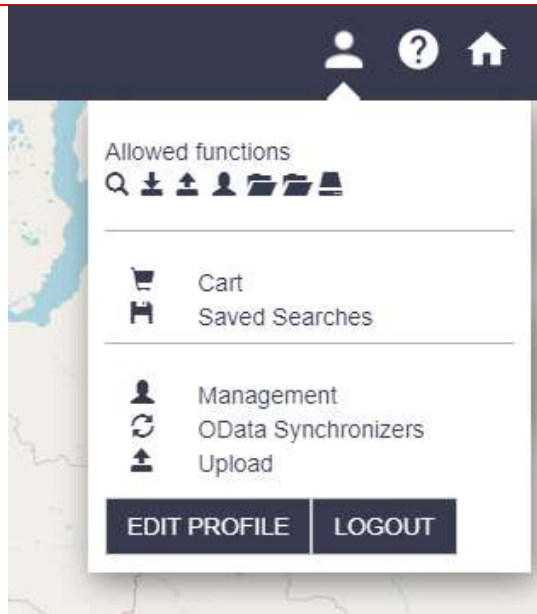 Allowed functions
Cart
Saved Searches
Management
OData Synchronizers
Upload
EDIT PROFILE LOGOUT